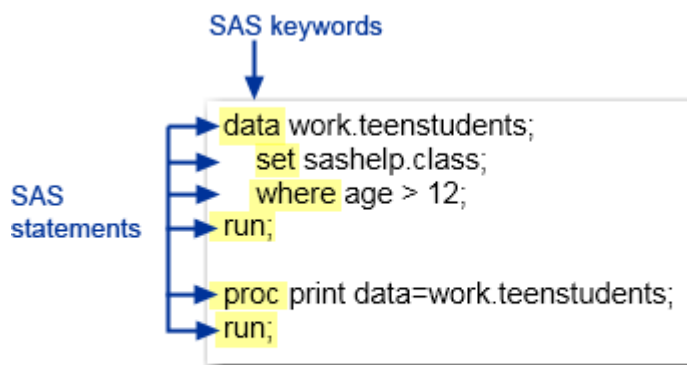 SAS keywords
data work.teenstudents;
set sashelp.class;
where age > 12;
run;
SAS
statements
proc print data=work.teenstudents;
run;